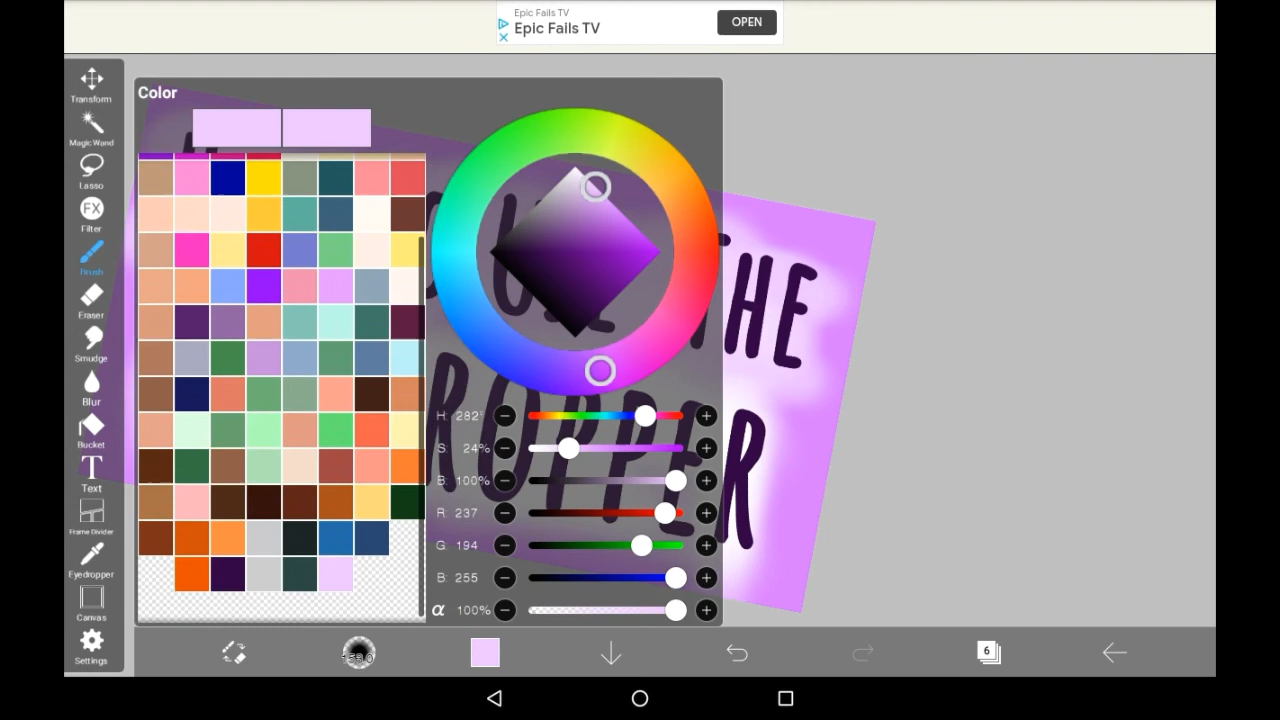 Epic Fails TV
Epic Fails TV
OPEN
Color
Transform
Magic Wand
Lasso
FX
Filter
Brush
Eraser
Smudge
Blur
Bucket
T
Text
Frame Divider
Eyedropper
Canvas
Settings
THE
ROPPER
H: 282°
S: 24%
B: 100%
R: 237
G: 194
B: 255
α 100%
6